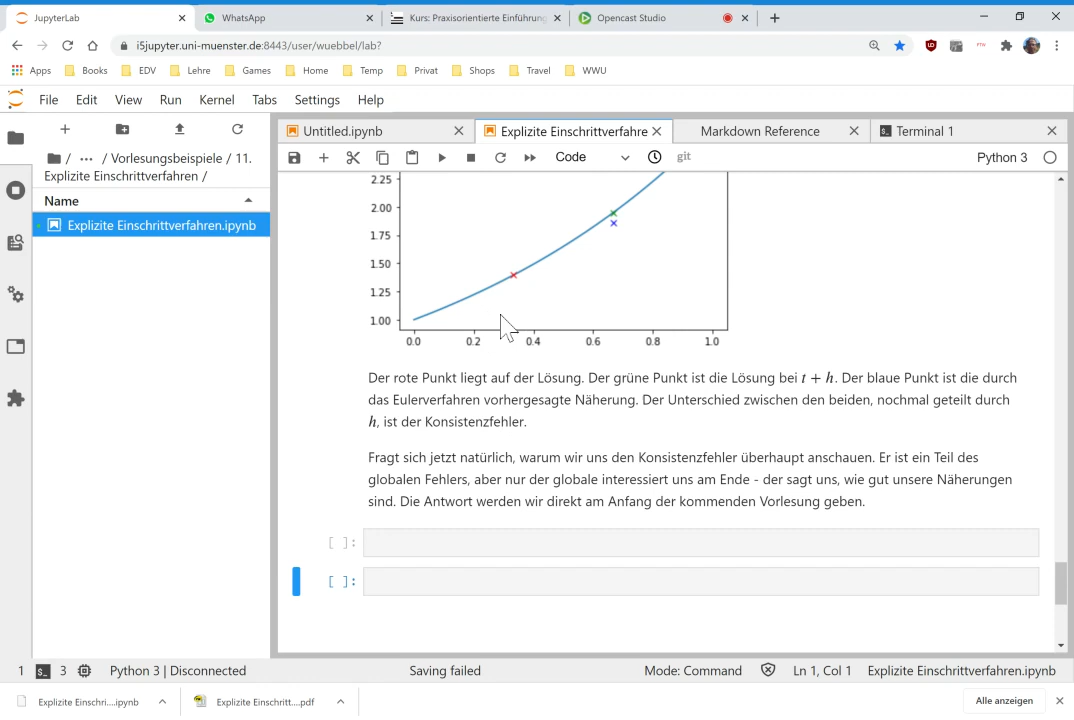 JupyterLab
WhatsApp
Kurs: Praxisorientierte Einführung
Opencast Studio
i5jupyter.uni-muenster.de:8443/user/wuebbel/lab?
Apps Books EDV Lehre Games Home Temp Privat Shops Travel WWU
File Edit View Run Kernel Tabs Settings Help
/ ··· / Vorlesungsbeispiele / 11.
Explizite Einschrittverfahren /
Name
Explizite Einschrittverfahren.ipynb
Untitled.ipynb
Explizite Einschrittverfahre
Markdown Reference
Terminal 1
Code
git
Python 3
2.25
2.00
1.75
1.50
1.25
1.00
0.0 0.2 0.4 0.6 0.8 1.0
Der rote Punkt liegt auf der Lösung. Der grüne Punkt ist die Lösung bei t + h. Der blaue Punkt ist die durch
das Eulerverfahren vorhergesagte Näherung. Der Unterschied zwischen den beiden, nochmal geteilt durch
h, ist der Konsistenzfehler.
Fragt sich jetzt natürlich, warum wir uns den Konsistenzfehler überhaupt anschauen. Er ist ein Teil des
globalen Fehlers, aber nur der globale interessiert uns am Ende - der sagt uns, wie gut unsere Näherungen
sind. Die Antwort werden wir direkt am Anfang der kommenden Vorlesung geben.
[ ]:
[ ]:
1 3 Python 3 | Disconnected Saving failed Mode: Command Ln 1, Col 1 Explizite Einschrittverfahren.ipynb
Explizite Einschri....ipynb
Explizite Einschritt....pdf
Alle anzeigen